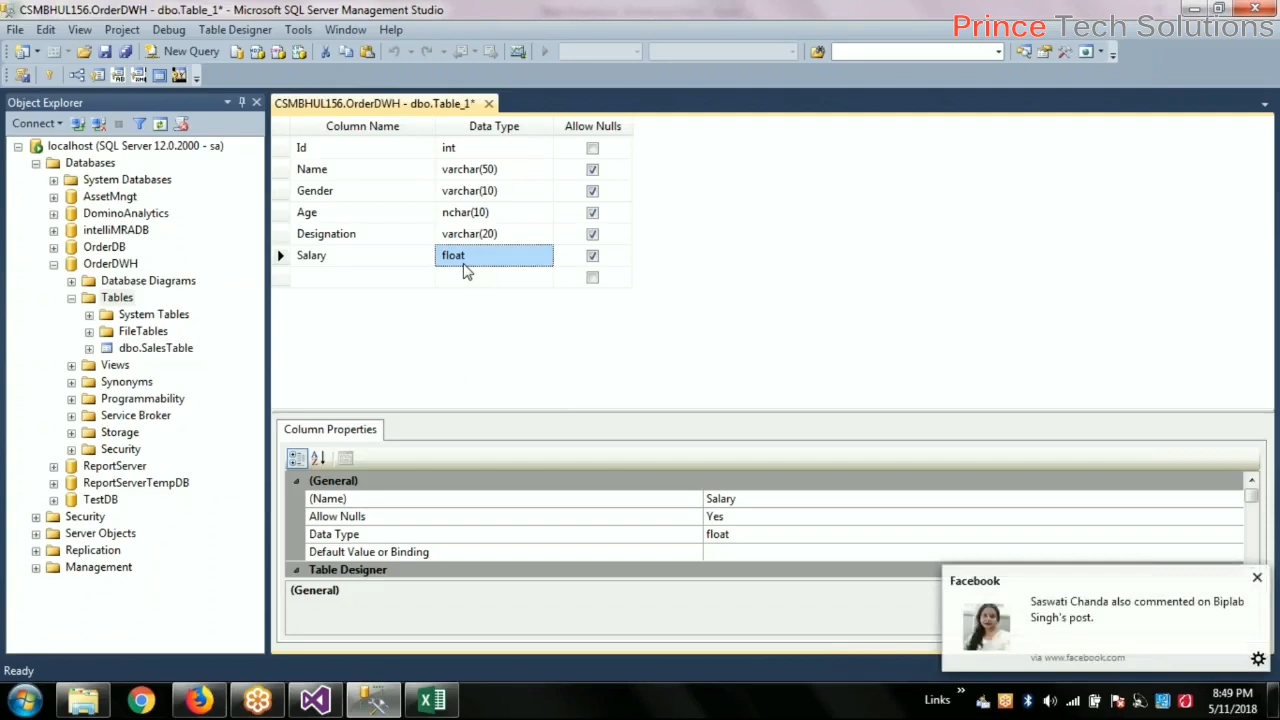 CSMBHUL156.OrderDWH - dbo.Table_1* - Microsoft SQL Server Management Studio
Prince Tech Solutions
File Edit View Project Debug Table Designer Tools Window Help
New Query
Object Explorer
CSMBHUL156.OrderDWH - dbo.Table_1*
Connect
localhost (SQL Server 12.0.2000 - sa)
Databases
System Databases
AssetMngt
DominoAnalytics
intelliMRADB
OrderDB
OrderDWH
Database Diagrams
Tables
System Tables
FileTables
dbo.SalesTable
Views
Synonyms
Programmability
Service Broker
Storage
Security
ReportServer
ReportServerTempDB
TestDB
Security
Server Objects
Replication
Management
Column Name Data Type Allow Nulls
Id int
Name varchar(50)
Gender varchar(10)
Age nchar(10)
Designation varchar(20)
Salary float
Column Properties
(General)
(Name) Salary
Allow Nulls Yes
Data Type float
Default Value or Binding
Table Designer
(General)
Facebook
Saswati Chanda also commented on Biplab
Singh's post.
via www.facebook.com
Ready
Links
8:49 PM
5/11/2018